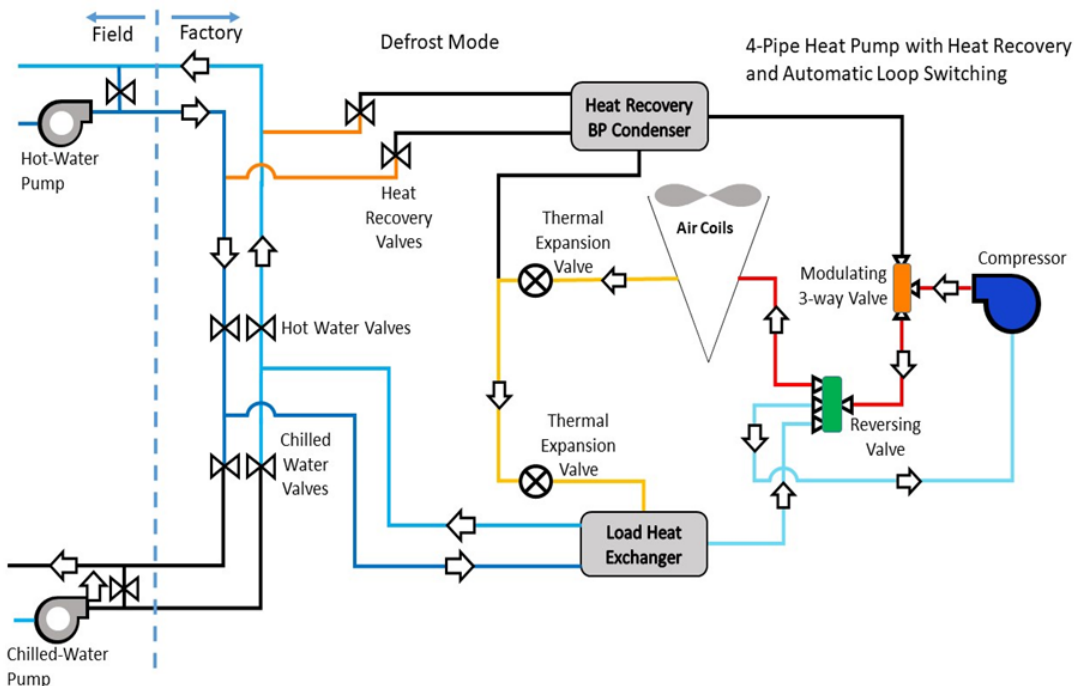 Field
Factory
Defrost Mode
4-Pipe Heat Pump with Heat Recovery
and Automatic Loop Switching
Hot-Water
Pump
Heat Recovery
BP Condenser
Heat
Recovery
Valves
Thermal
Expansion
Valve
Air Coils
Modulating
3-way Valve
Compressor
Hot Water Valves
Chilled
Water
Valves
Thermal
Expansion
Valve
Reversing
Valve
Load Heat
Exchanger
Chilled-Water
Pump